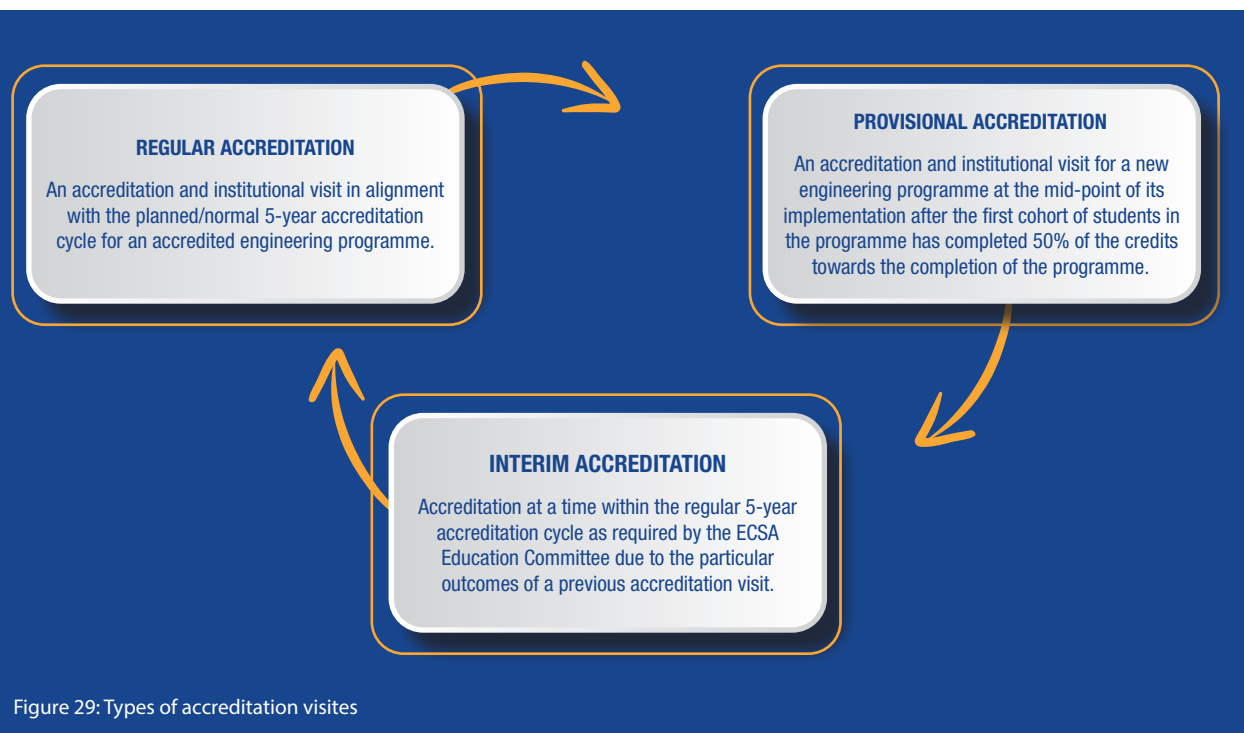 REGULAR ACCREDITATION
An accreditation and institutional visit in alignment
with the planned/normal 5-year accreditation
cycle for an accredited engineering programme.
PROVISIONAL ACCREDITATION
An accreditation and institutional visit for a new
engineering programme at the mid-point of its
implementation after the first cohort of students in
the programme has completed 50% of the credits
towards the completion of the programme.
INTERIM ACCREDITATION
Accreditation at a time within the regular 5-year
accreditation cycle as required by the ECSA
Education Committee due to the particular
outcomes of a previous accreditation visit.
Figure 29: Types of accreditation visites